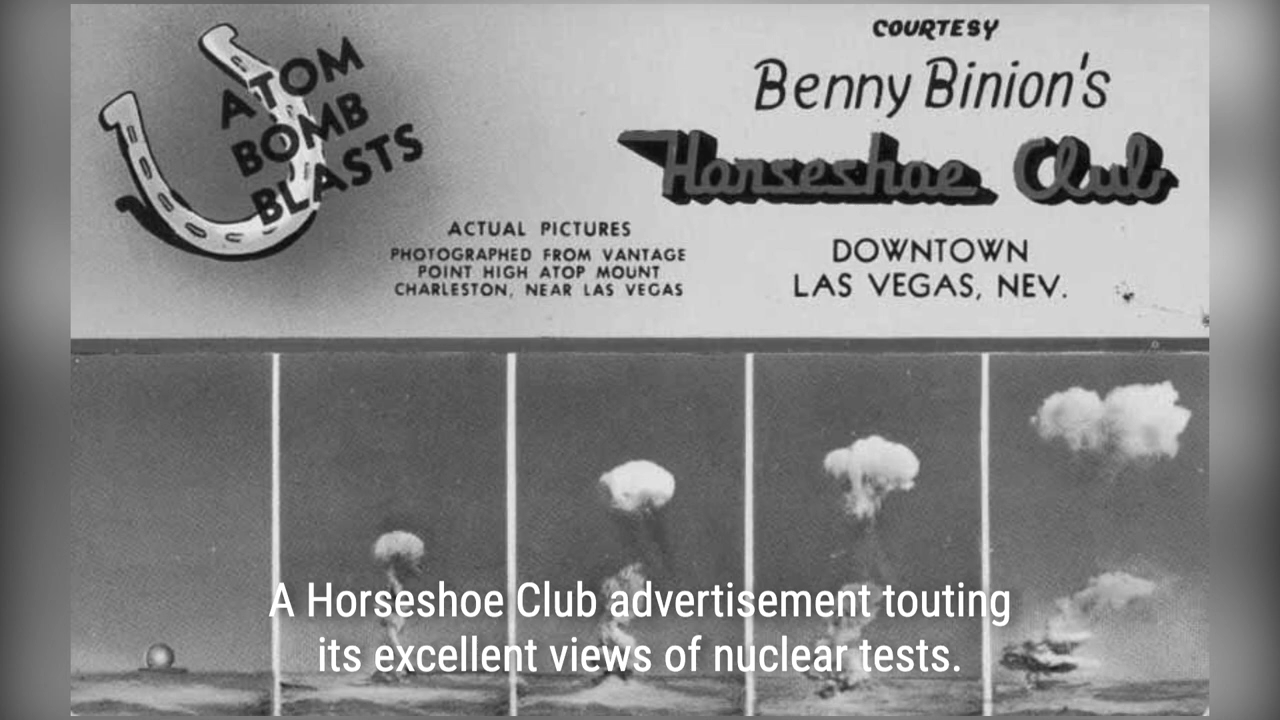 ATOM
BOMB
BLASTS
ACTUAL PICTURES
PHOTOGRAPHED FROM VANTAGE
POINT HIGH ATOP MOUNT
CHARLESTON, NEAR LAS VEGAS
COURTESY
Benny Binion's
Horseshoe Club
DOWNTOWN
LAS VEGAS, NEV.
A Horseshoe Club advertisement touting
its excellent views of nuclear tests.